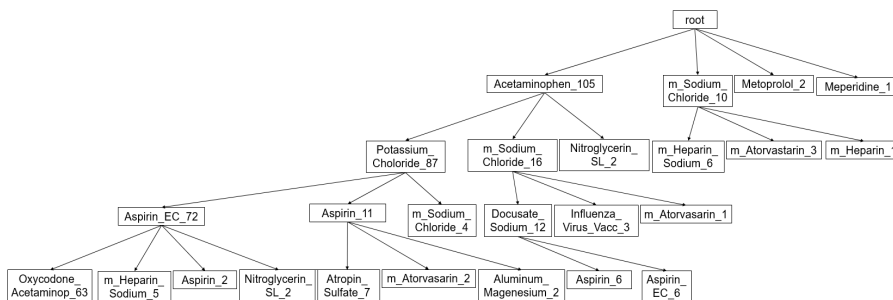 root
Acetaminophen_105
m_Sodium_
Chloride_10
Metoprolol_2
Meperidine_1
Potassium_
Choloride_87
m_Sodium_
Chloride_16
Nitroglycerin_
SL_2
m_Heparin_
Sodium_6
m_Atorvastarin_3
m_Heparin_1
Aspirin_EC_72
Aspirin_11
m_Sodium_
Chloride_4
Docusate_
Sodium_12
Influenza_
Virus_Vacc_3
m_Atorvasarin_1
Oxycodone_
Acetaminop_63
m_Heparin_
Sodium_5
Aspirin_2
Nitroglycerin_
SL_2
Atropin_
Sulfate_7
m_Atorvasarin_2
Aluminum_
Magenesium_2
Aspirin_6
Aspirin_
EC_6